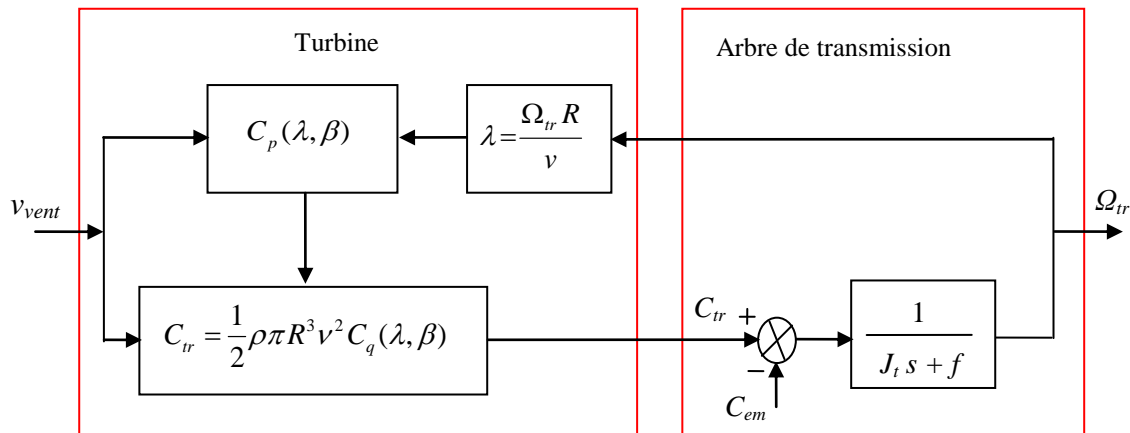 Turbine
Arbre de transmission
C_p(λ, β)
λ = Ω_tr R / v
v_vent
Ω_tr
C_tr = 1/2 ρπR³v² C_q(λ, β)
C_tr
+
−
C_em
1 / J_t s + f